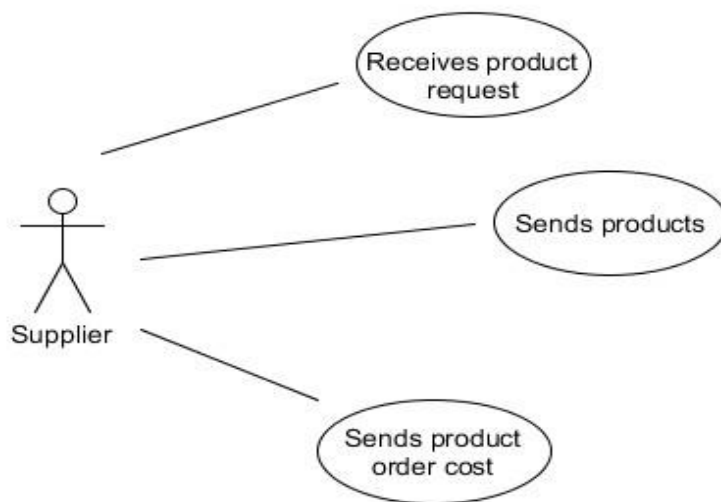 Receives product
request
Sends products
Supplier
Sends product
order cost